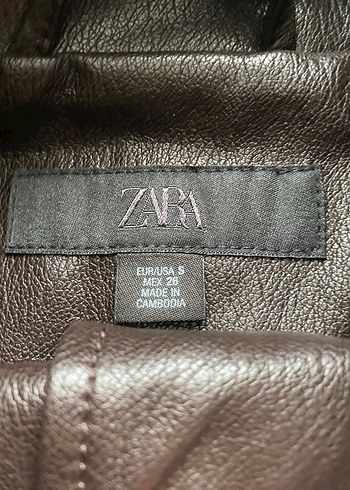 ZARA
EUR/USA S
MEX 26
MADE IN
CAMBODIA